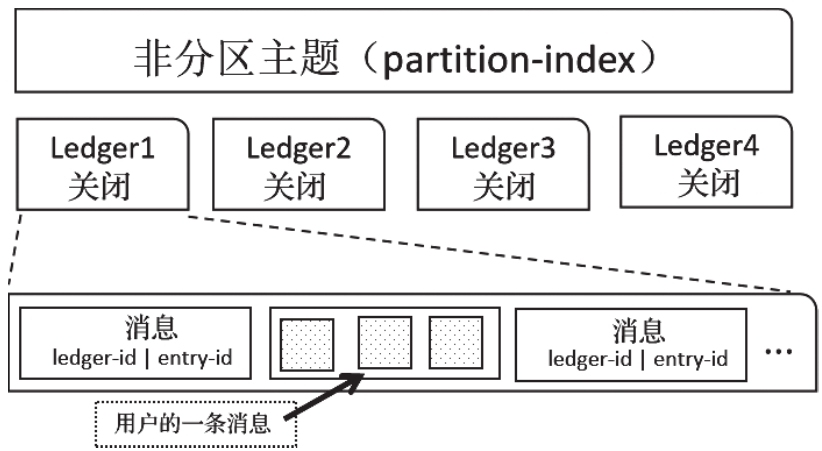 非分区主题（partition-index）
Ledger1
关闭
Ledger2
关闭
Ledger3
关闭
Ledger4
关闭
消息
ledger-id | entry-id
消息
ledger-id | entry-id
...
用户的一条消息